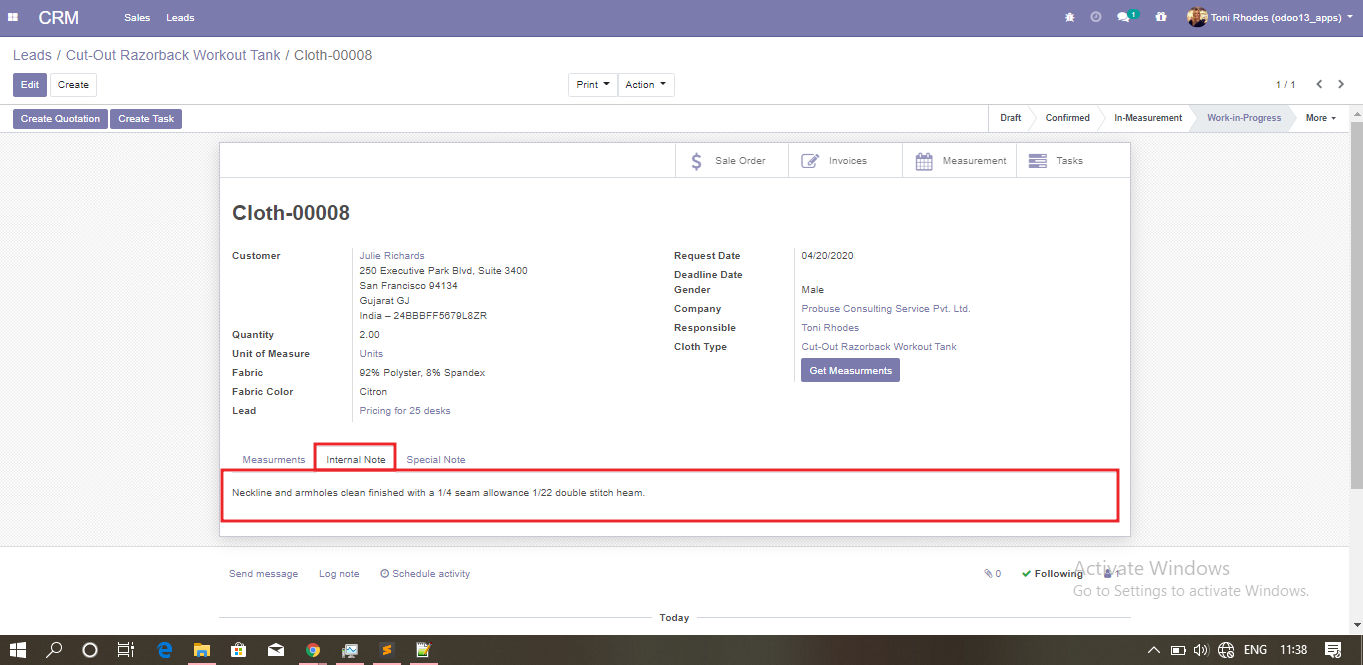 CRM Sales Leads 1 Toni Rhodes (odoo13_apps)
Leads / Cut-Out Razorback Workout Tank / Cloth-00008
Edit Create Print Action 1 / 1
Create Quotation Create Task Draft Confirmed In-Measurement Work-in-Progress More
$ Sale Order Invoices Measurement Tasks
Cloth-00008
Customer Julie Richards
250 Executive Park Blvd, Suite 3400
San Francisco 94134
Gujarat GJ
India – 24BBBFF5679L8ZR
Quantity 2.00
Unit of Measure Units
Fabric 92% Polyster, 8% Spandex
Fabric Color Citron
Lead Pricing for 25 desks
Request Date 04/20/2020
Deadline Date
Gender Male
Company Probuse Consulting Service Pvt. Ltd.
Responsible Toni Rhodes
Cloth Type Cut-Out Razorback Workout Tank
Get Measurments
Measurments Internal Note Special Note
Neckline and armholes clean finished with a 1/4 seam allowance 1/22 double stitch heam.
Send message Log note Schedule activity 0 Following 1
Activate Windows
Go to Settings to activate Windows.
Today
ENG 11:38